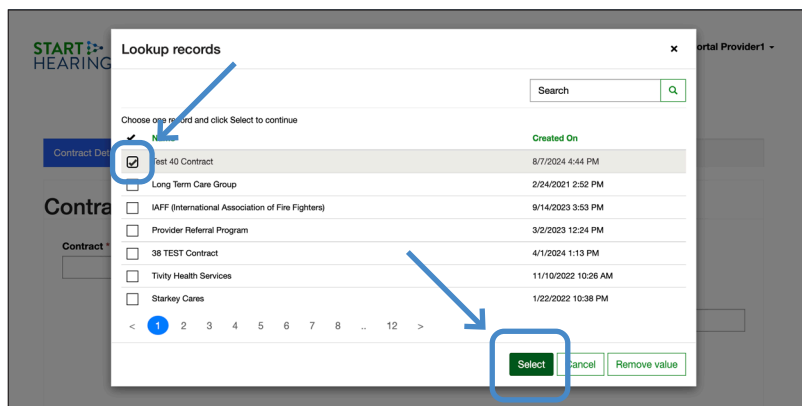 START
HEARING
Lookup records
×
ortal Provider1
Search
Choose one record and click Select to continue
Created On
Contract Det
Test 40 Contract 8/7/2024 4:44 PM
Long Term Care Group 2/24/2021 2:52 PM
Contra
IAFF (International Association of Fire Fighters) 9/14/2023 3:53 PM
Provider Referral Program 3/2/2023 12:24 PM
Contract *
38 TEST Contract 4/1/2024 1:13 PM
Tivity Health Services 11/10/2022 10:26 AM
Starkey Cares 1/22/2022 10:38 PM
< 1 2 3 4 5 6 7 8 .. 12 >
Select Cancel Remove value